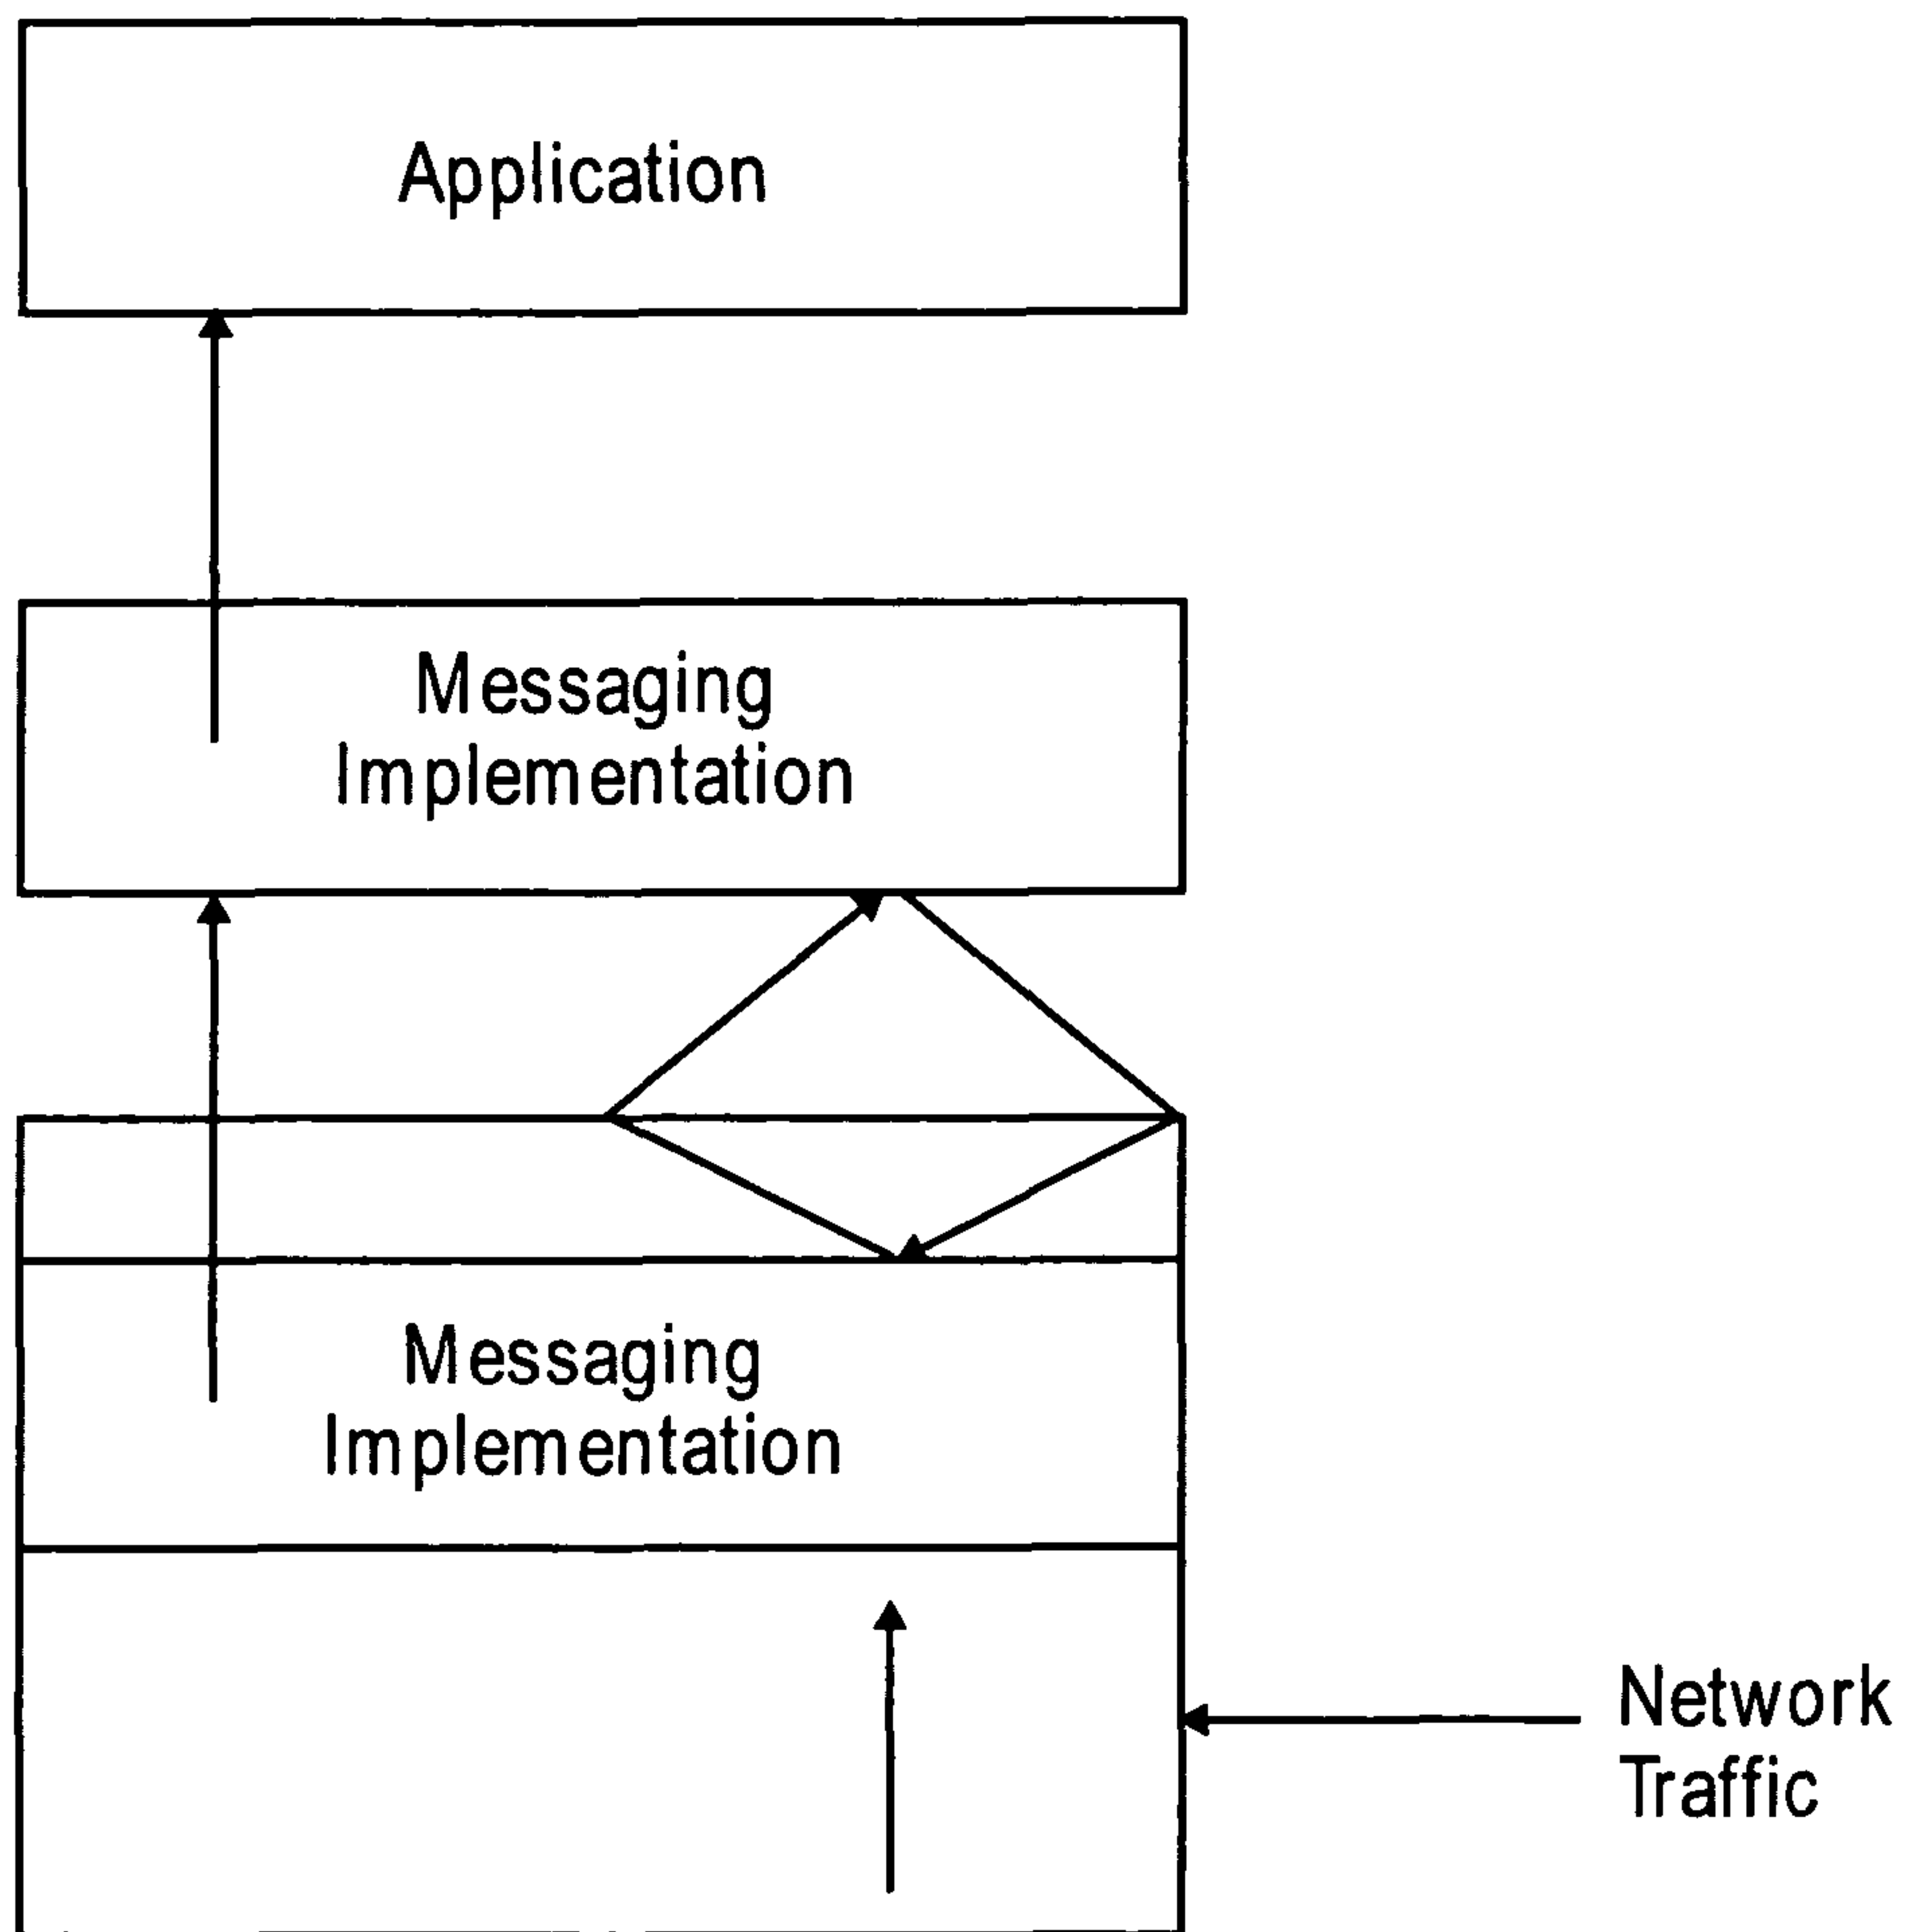 Application
Messaging
Implementation
Messaging
Implementation
Network
Traffic